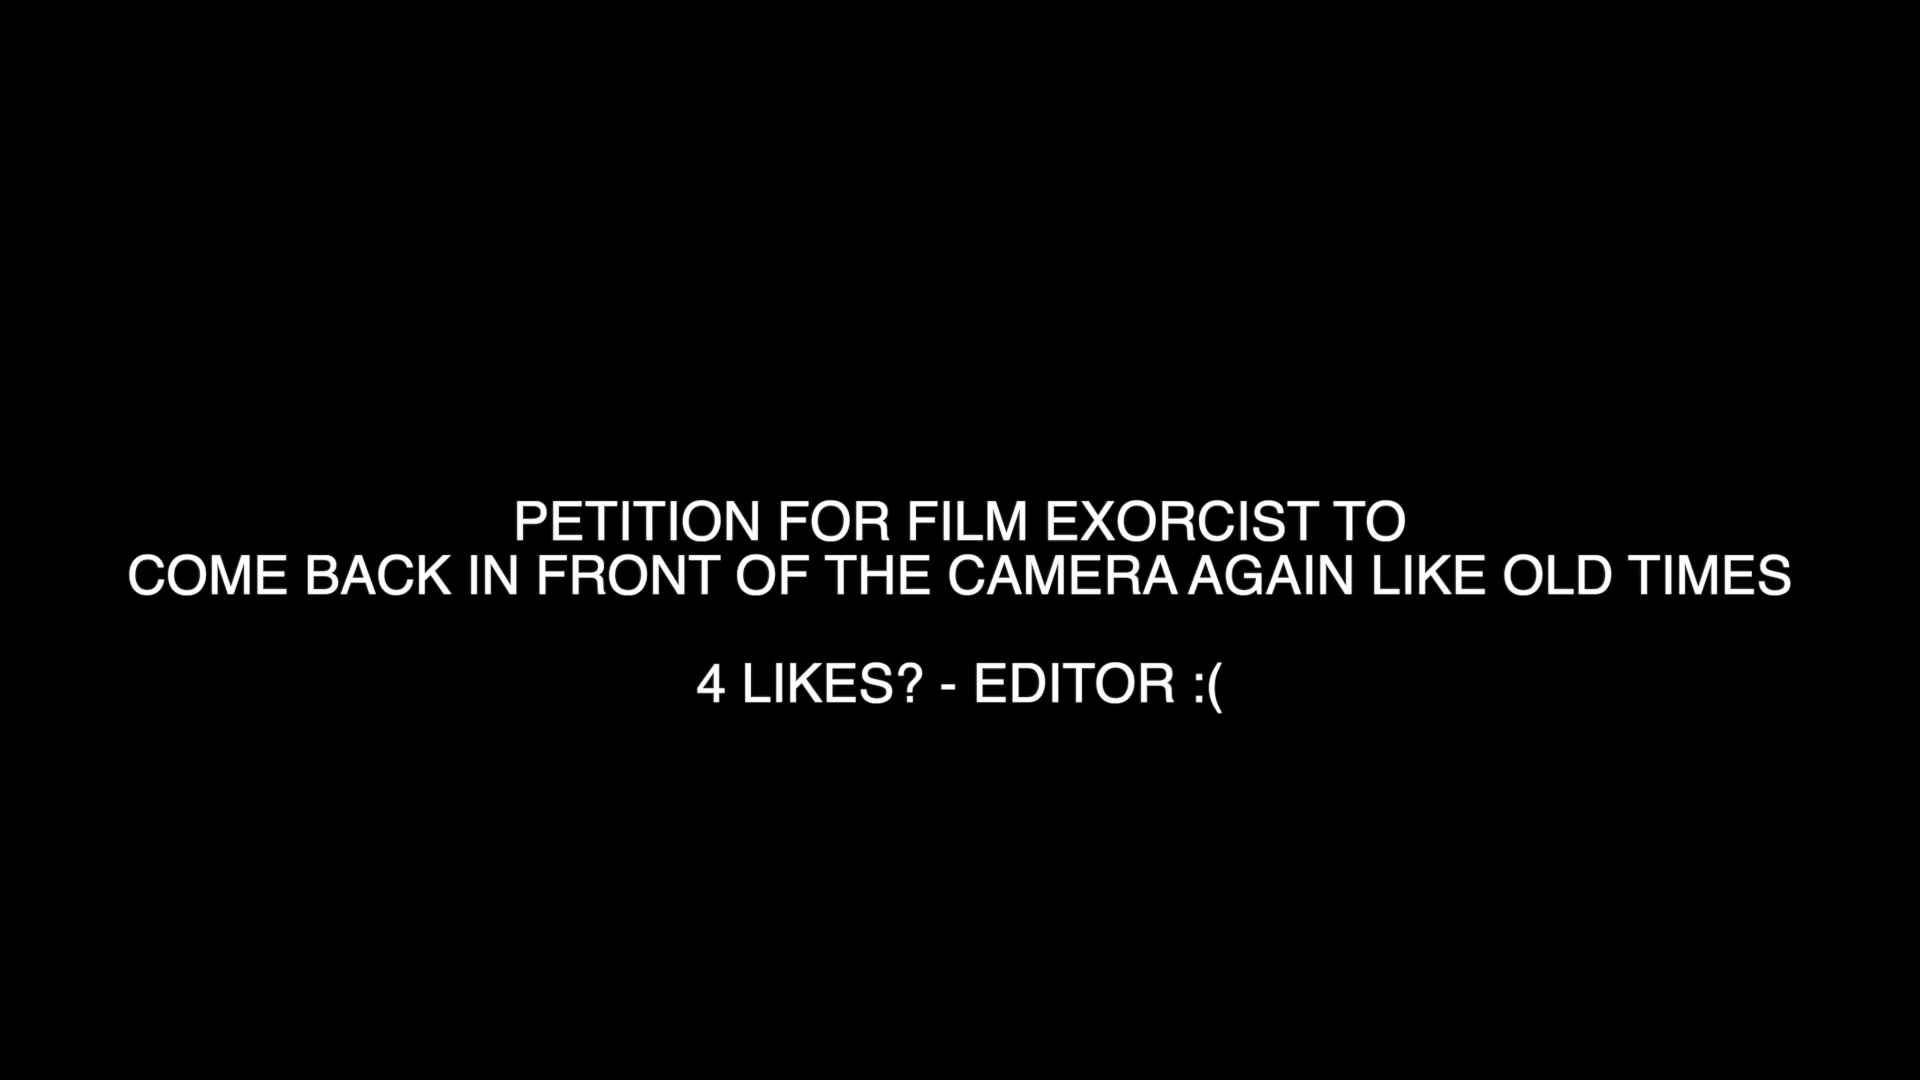 PETITION FOR FILM EXORCIST TO
COME BACK IN FRONT OF THE CAMERA AGAIN LIKE OLD TIMES
4 LIKES? - EDITOR :(